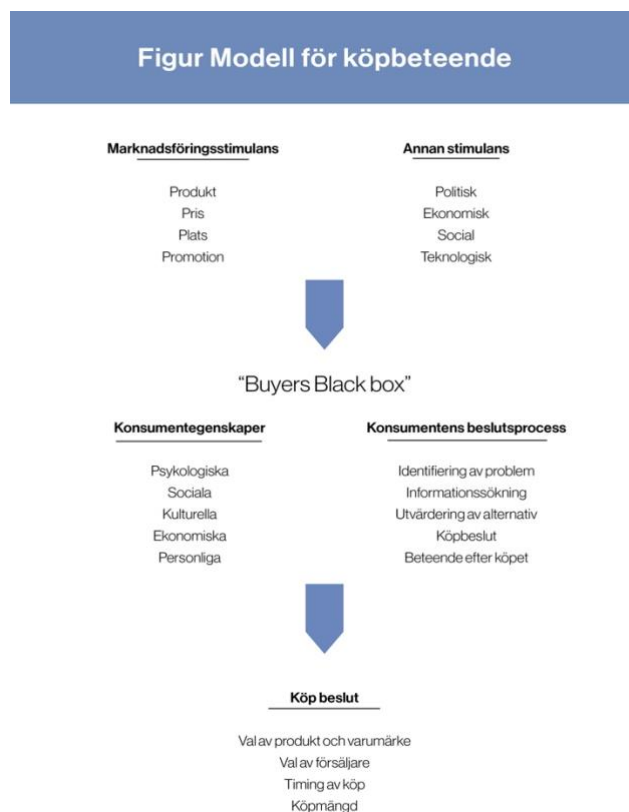 Figur Modell för köpbeteende
Marknadsföringsstimulans
Produkt
Pris
Plats
Promotion
Annan stimulans
Politisk
Ekonomisk
Social
Teknologisk
“Buyers Black box”
Konsumentegenskaper
Psykologiska
Sociala
Kulturella
Ekonomiska
Personliga
Konsumentens beslutsprocess
Identifiering av problem
Informationssökning
Utvärdering av alternativ
Köpbeslut
Beteende efter köpet
Köp beslut
Val av produkt och varumärke
Val av försäljare
Timing av köp
Köpmängd